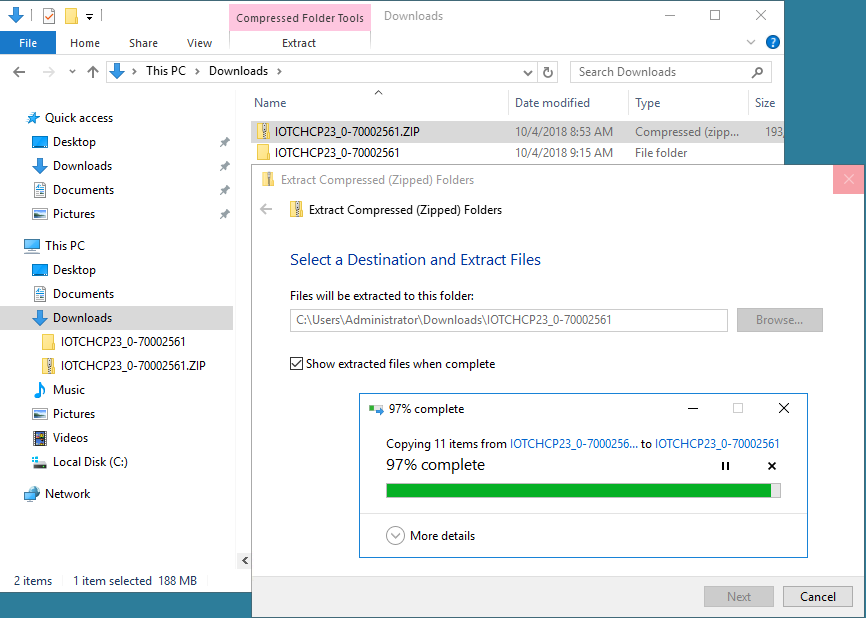 Compressed Folder Tools
Downloads
File
Home
Share
View
Extract
This PC
Downloads
Search Downloads
Name
Date modified
Type
Size
IOTCHCP23_0-70002561.ZIP
10/4/2018 8:53 AM
Compressed (zipp...
193,
IOTCHCP23_0-70002561
10/4/2018 9:15 AM
File folder
Quick access
Desktop
Downloads
Documents
Pictures
This PC
Desktop
Documents
Downloads
IOTCHCP23_0-70002561
IOTCHCP23_0-70002561.ZIP
Music
Pictures
Videos
Local Disk (C:)
Network
2 items
1 item selected 188 MB
Extract Compressed (Zipped) Folders
Extract Compressed (Zipped) Folders
Select a Destination and Extract Files
Files will be extracted to this folder:
C:\Users\Administrator\Downloads\IOTCHCP23_0-70002561
Browse...
Show extracted files when complete
97% complete
Copying 11 items from IOTCHCP23_0-7000256... to IOTCHCP23_0-70002561
97% complete
More details
Next
Cancel